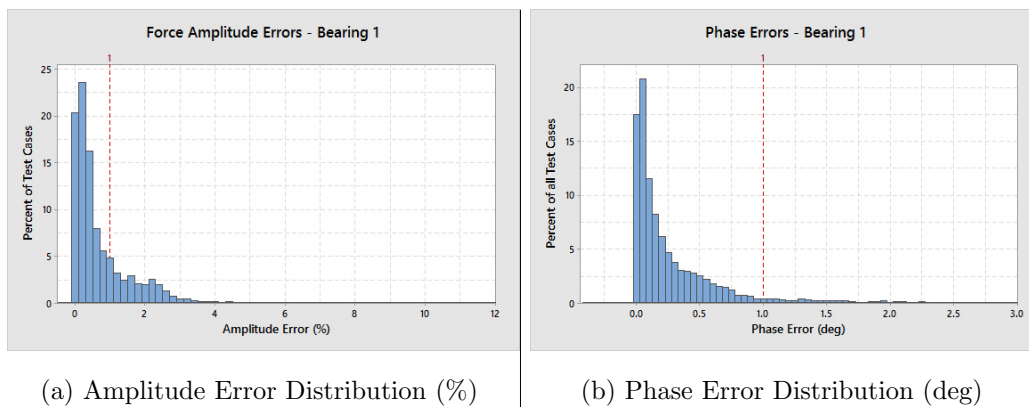 Force Amplitude Errors - Bearing 1
1
25
20
15
10
5
0
Percent of Test Cases
0 2 4 6 8 10 12
Amplitude Error (%)
(a) Amplitude Error Distribution (%)
Phase Errors - Bearing 1
1
20
15
10
5
0
Percent of all Test Cases
0.0 0.5 1.0 1.5 2.0 2.5 3.0
Phase Error (deg)
(b) Phase Error Distribution (deg)